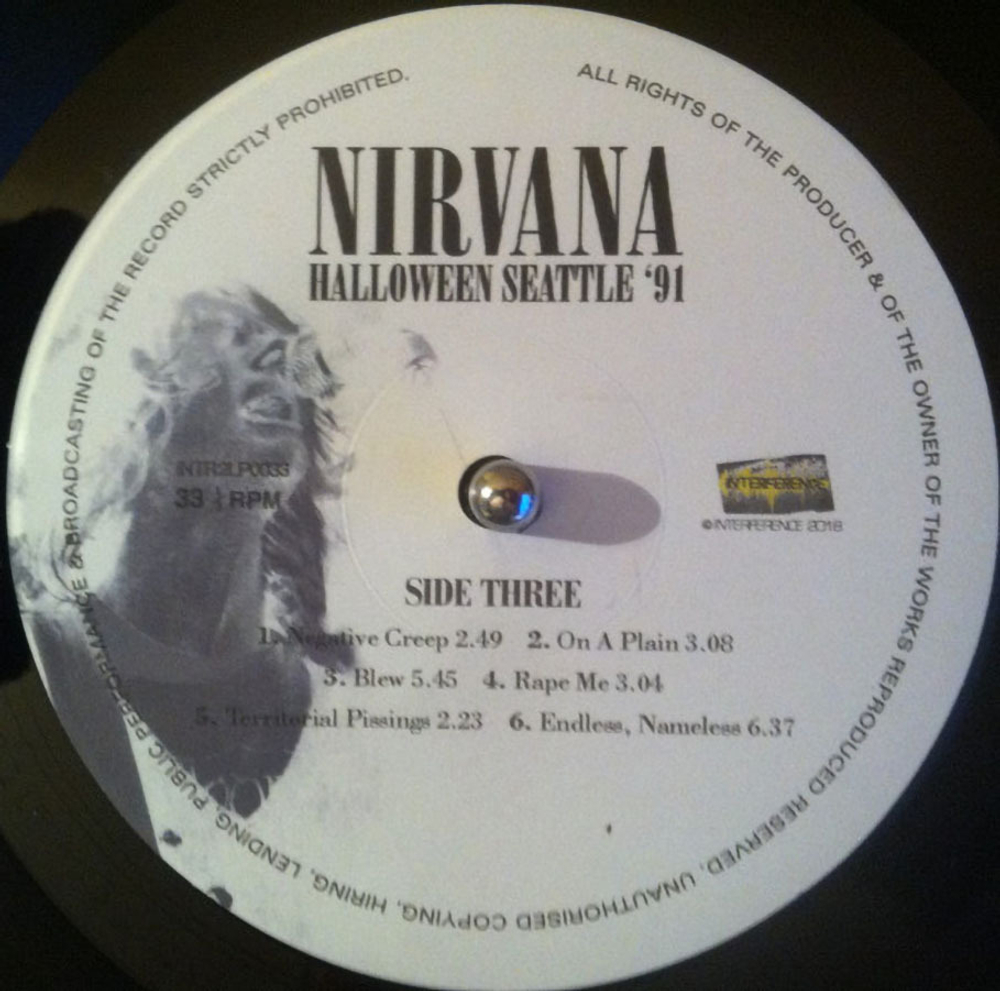 ALL RIGHTS OF THE PRODUCER & OF THE OWNER OF THE WORKS REPRODUCED RESERVED. UNAUTHORISED COPYING, HIRING, LENDING, PUBLIC PERFORMANCE & BROADCASTING OF THE RECORD STRICTLY PROHIBITED.
NIRVANA
HALLOWEEN SEATTLE ‘91
INTR2LP0033
33 ⅓ RPM
INTERFERENCE
© INTERFERENCE 2016
SIDE THREE
1. Negative Creep 2.49 2. On A Plain 3.08
3. Blew 5.45 4. Rape Me 3.04
5. Territorial Pissings 2.23 6. Endless, Nameless 6.37